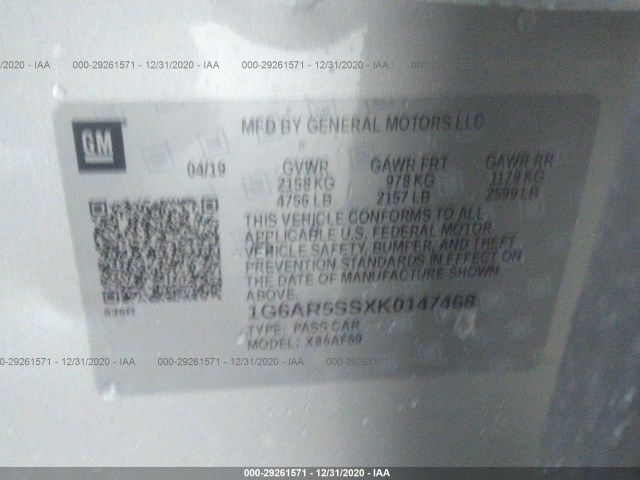 2020 - IAA 000-29261571 - 12/31/2020 - IAA 000-29261571 - 12/31/2020 - IAA 000-29261571 - 12/31/20
MFD BY GENERAL MOTORS LLC
GM
04/19 GVWR GAWR FRT GAWR RR
2158 KG 978 KG 1179 KG
4756 LB 2157 LB 2599 LB
THIS VEHICLE CONFORMS TO ALL
APPLICABLE U.S. FEDERAL MOTOR
VEHICLE SAFETY, BUMPER, AND THEFT
PREVENTION STANDARDS IN EFFECT ON
THE DATE OF MANUFACTURE SHOWN
ABOVE.
1G6AR5SSXK0147468
TYPE: PASS CAR
MODEL: X86AF69
2020 - IAA 000-29261571 - 12/31/2020 - IAA 000-29261571 - 12/31/2020 - IAA 000-29261571 - 12/31/20
000-29261571 - 12/31/2020 - IAA